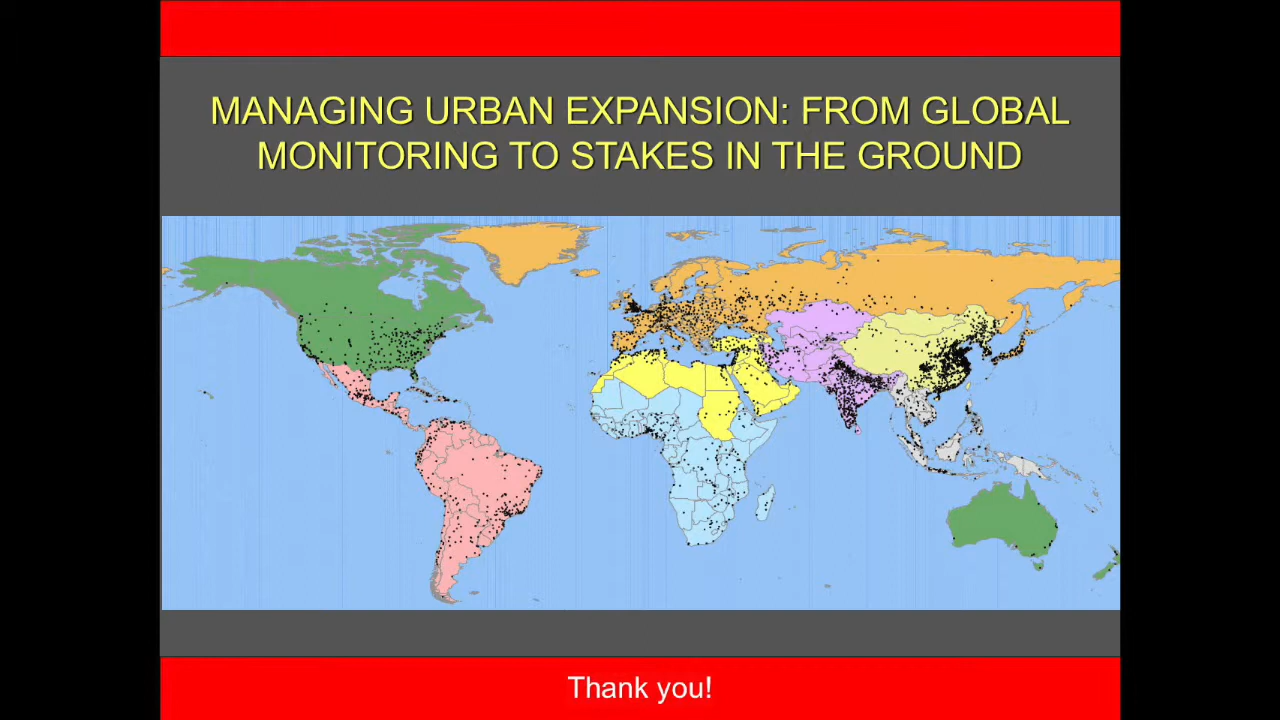 MANAGING URBAN EXPANSION: FROM GLOBAL
MONITORING TO STAKES IN THE GROUND
Thank you!